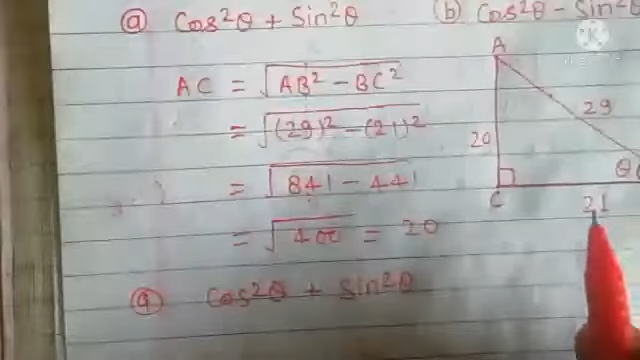 (a) Cos²θ + Sin²θ (b) Cos²θ - Sin²θ
AC = √AB² - BC²
= √(29)² - (21)²
= √841 - 441
= √400 = 20
(a) Cos²θ + Sin²θ
A
29
20
θ
C
21